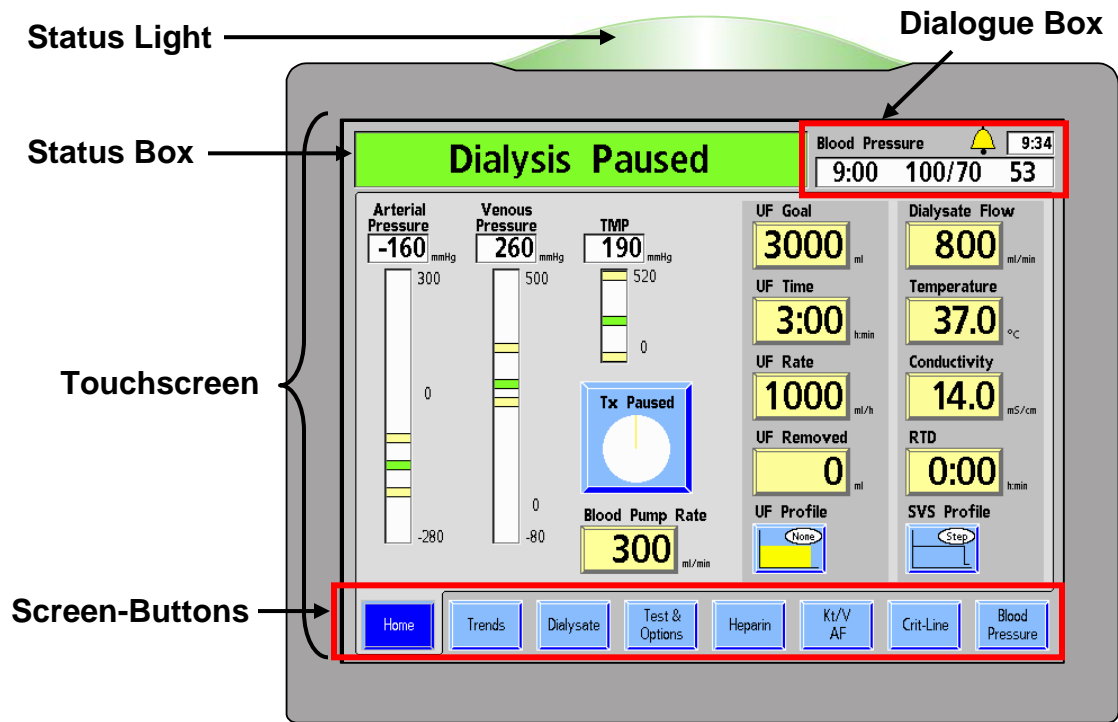 Status Light
Dialogue Box
Status Box
Dialysis Paused
Blood Pressure 9:34
9:00 100/70 53
Arterial
Pressure
-160 mmHg
300
0
-280
Venous
Pressure
260 mmHg
500
0
-80
TMP
190 mmHg
520
0
Tx Paused
Blood Pump Rate
300 ml/min
UF Goal
3000 ml
UF Time
3:00 h:min
UF Rate
1000 ml/h
UF Removed
0 ml
UF Profile
None
Dialysate Flow
800 ml/min
Temperature
37.0 °C
Conductivity
14.0 mS/cm
RTD
0:00 h:min
SVS Profile
Step
Touchscreen
Screen-Buttons
Home
Trends
Dialysate
Test &
Options
Heparin
Kt/V
AF
Crit-Line
Blood
Pressure